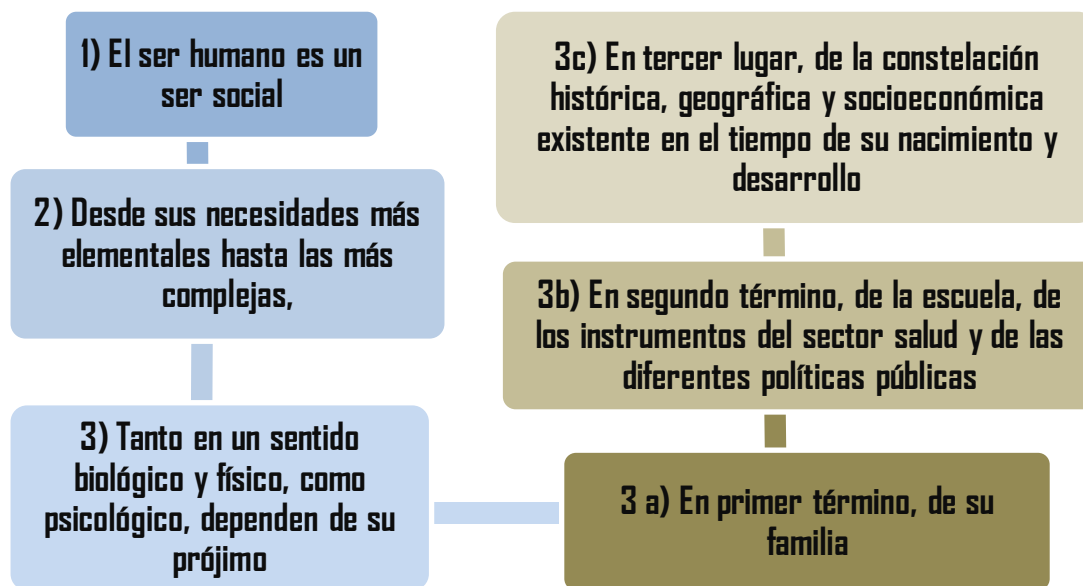 1) El ser humano es un
ser social
2) Desde sus necesidades más
elementales hasta las más
complejas,
3) Tanto en un sentido
biológico y físico, como
psicológico, dependen de su
prójimo
3 a) En primer término, de su
familia
3b) En segundo término, de la escuela, de
los instrumentos del sector salud y de las
diferentes políticas públicas
3c) En tercer lugar, de la constelación
histórica, geográfica y socioeconómica
existente en el tiempo de su nacimiento y
desarrollo